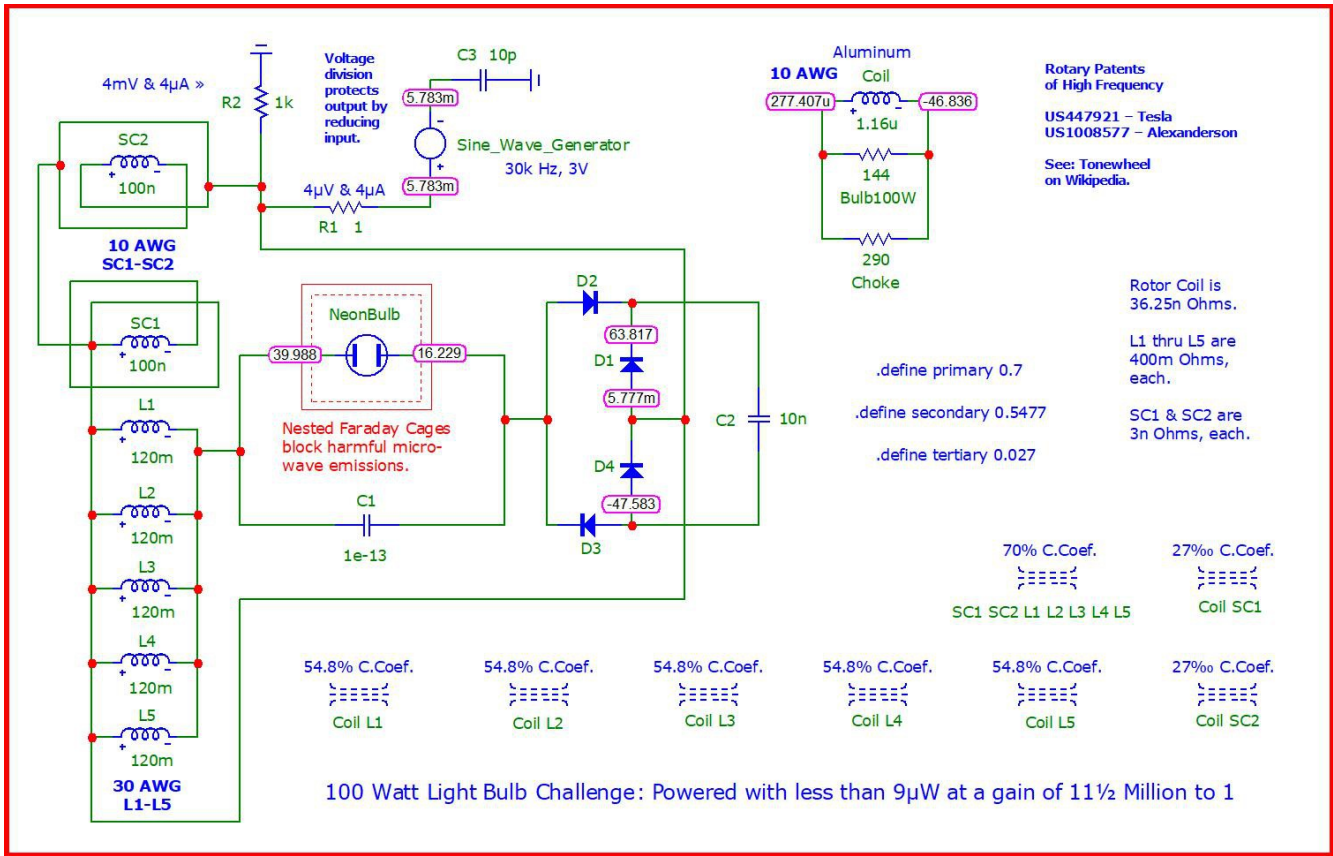 4mV & 4µA »
R2
1k
Voltage
division
protects
output by
reducing
input.
C3 10p
5.783m
-
+
Sine_Wave_Generator
30k Hz, 3V
5.783m
4µV & 4µA
R1 1
SC2
+ -
100n
10 AWG
SC1-SC2
SC1
+ -
100n
L1
+ -
120m
L2
+ -
120m
L3
+ -
120m
L4
+ -
120m
L5
+ -
120m
30 AWG
L1-L5
NeonBulb
39.988
16.229
Nested Faraday Cages
block harmful micro-
wave emissions.
C1
1e-13
D2
63.817
D1
5.777m
D4
-47.583
D3
C2
10n
Aluminum
10 AWG
Coil
277.407u
-46.836
+ -
1.16u
144
Bulb100W
290
Choke
Rotary Patents
of High Frequency
US447921 – Tesla
US1008577 – Alexanderson
See: Tonewheel
on Wikipedia.
Rotor Coil is
36.25n Ohms.
L1 thru L5 are
400m Ohms,
each.
SC1 & SC2 are
3n Ohms, each.
.define primary 0.7
.define secondary 0.5477
.define tertiary 0.027
70% C.Coef.
SC1 SC2 L1 L2 L3 L4 L5
27‰ C.Coef.
Coil SC1
54.8% C.Coef.
Coil L1
54.8% C.Coef.
Coil L2
54.8% C.Coef.
Coil L3
54.8% C.Coef.
Coil L4
54.8% C.Coef.
Coil L5
27‰ C.Coef.
Coil SC2
100 Watt Light Bulb Challenge: Powered with less than 9µW at a gain of 11½ Million to 1